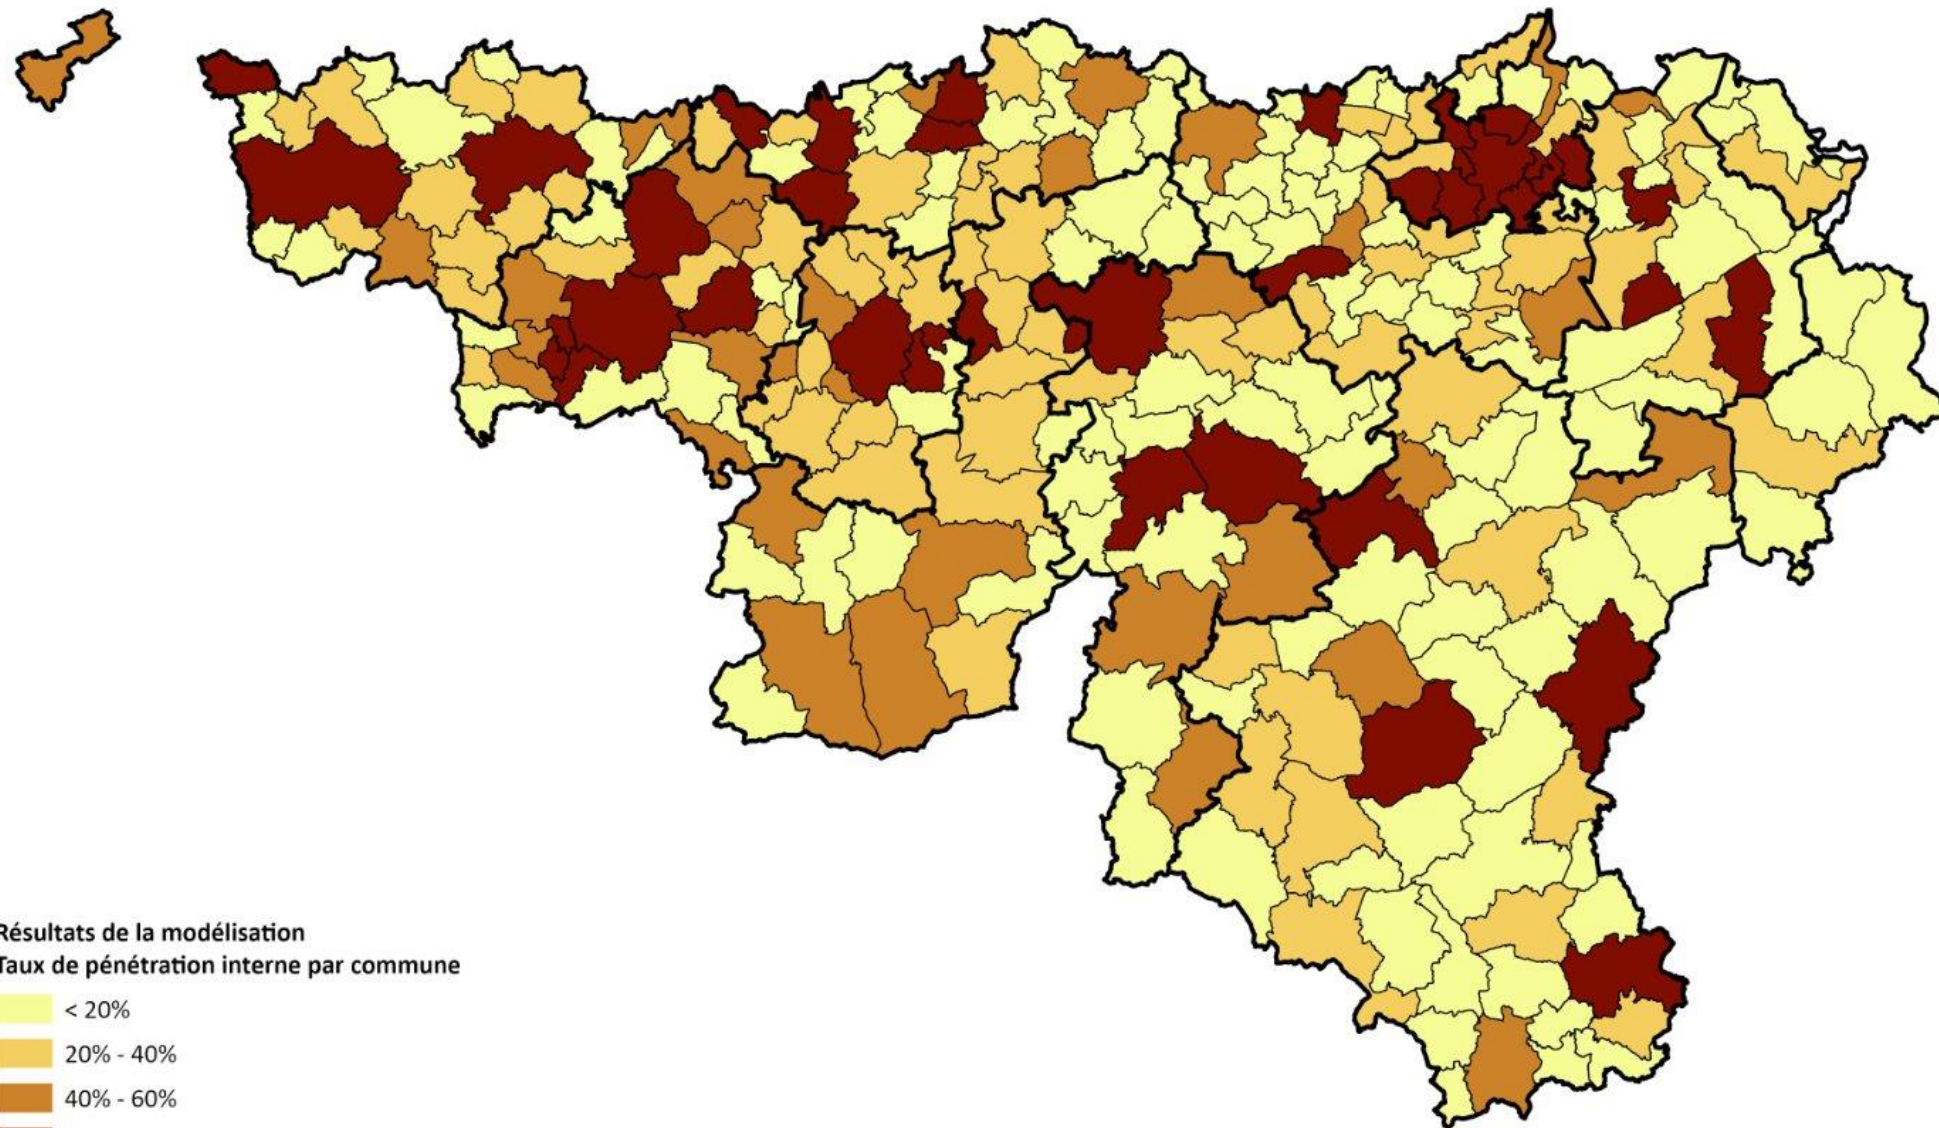 Résultats de la modélisation
Taux de pénétration interne par commune
< 20%
20% - 40%
40% - 60%